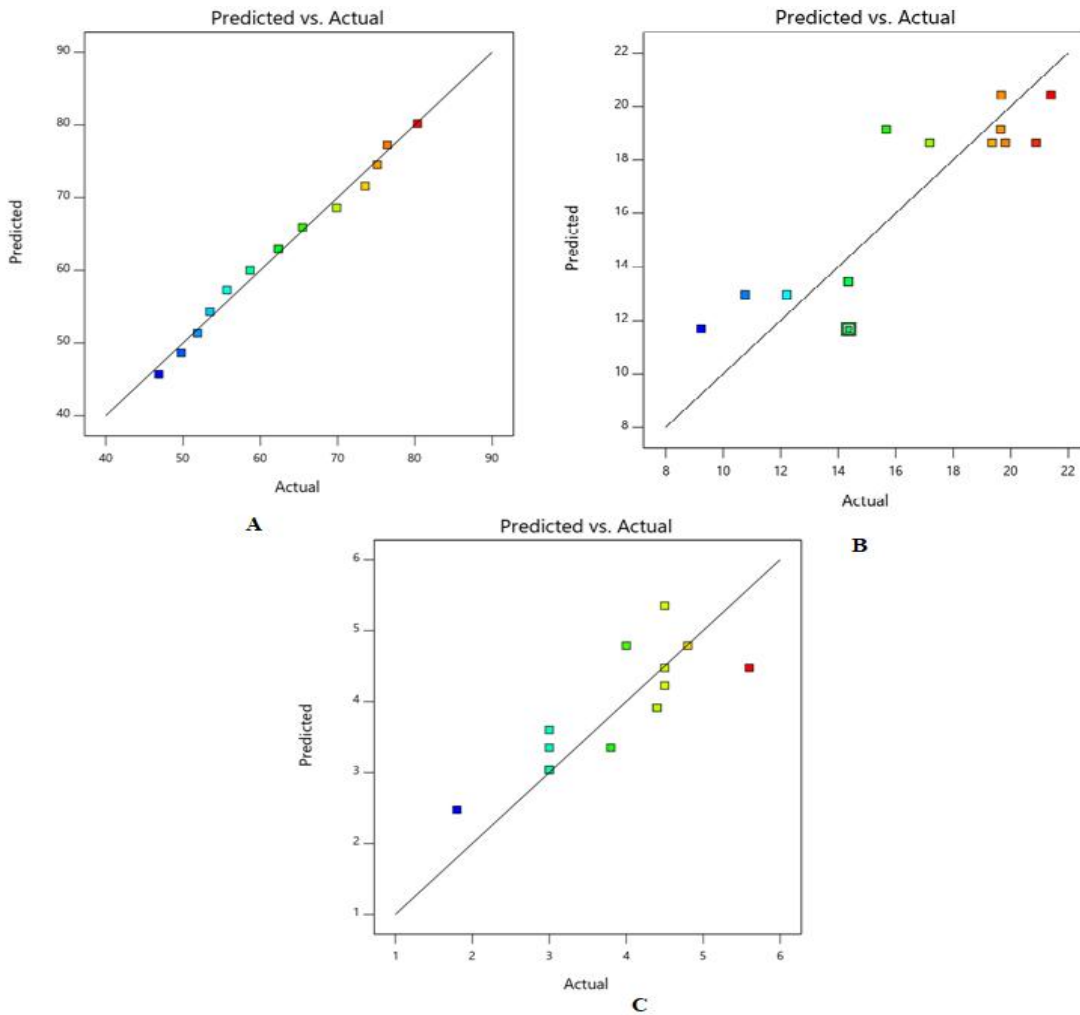 Predicted vs. Actual
90
80
70
60
50
40
Predicted
40 50 60 70 80 90
Actual
A
Predicted vs. Actual
22
20
18
16
14
12
10
8
Predicted
8 10 12 14 16 18 20 22
Actual
B
Predicted vs. Actual
6
5
4
3
2
1
Predicted
1 2 3 4 5 6
Actual
C